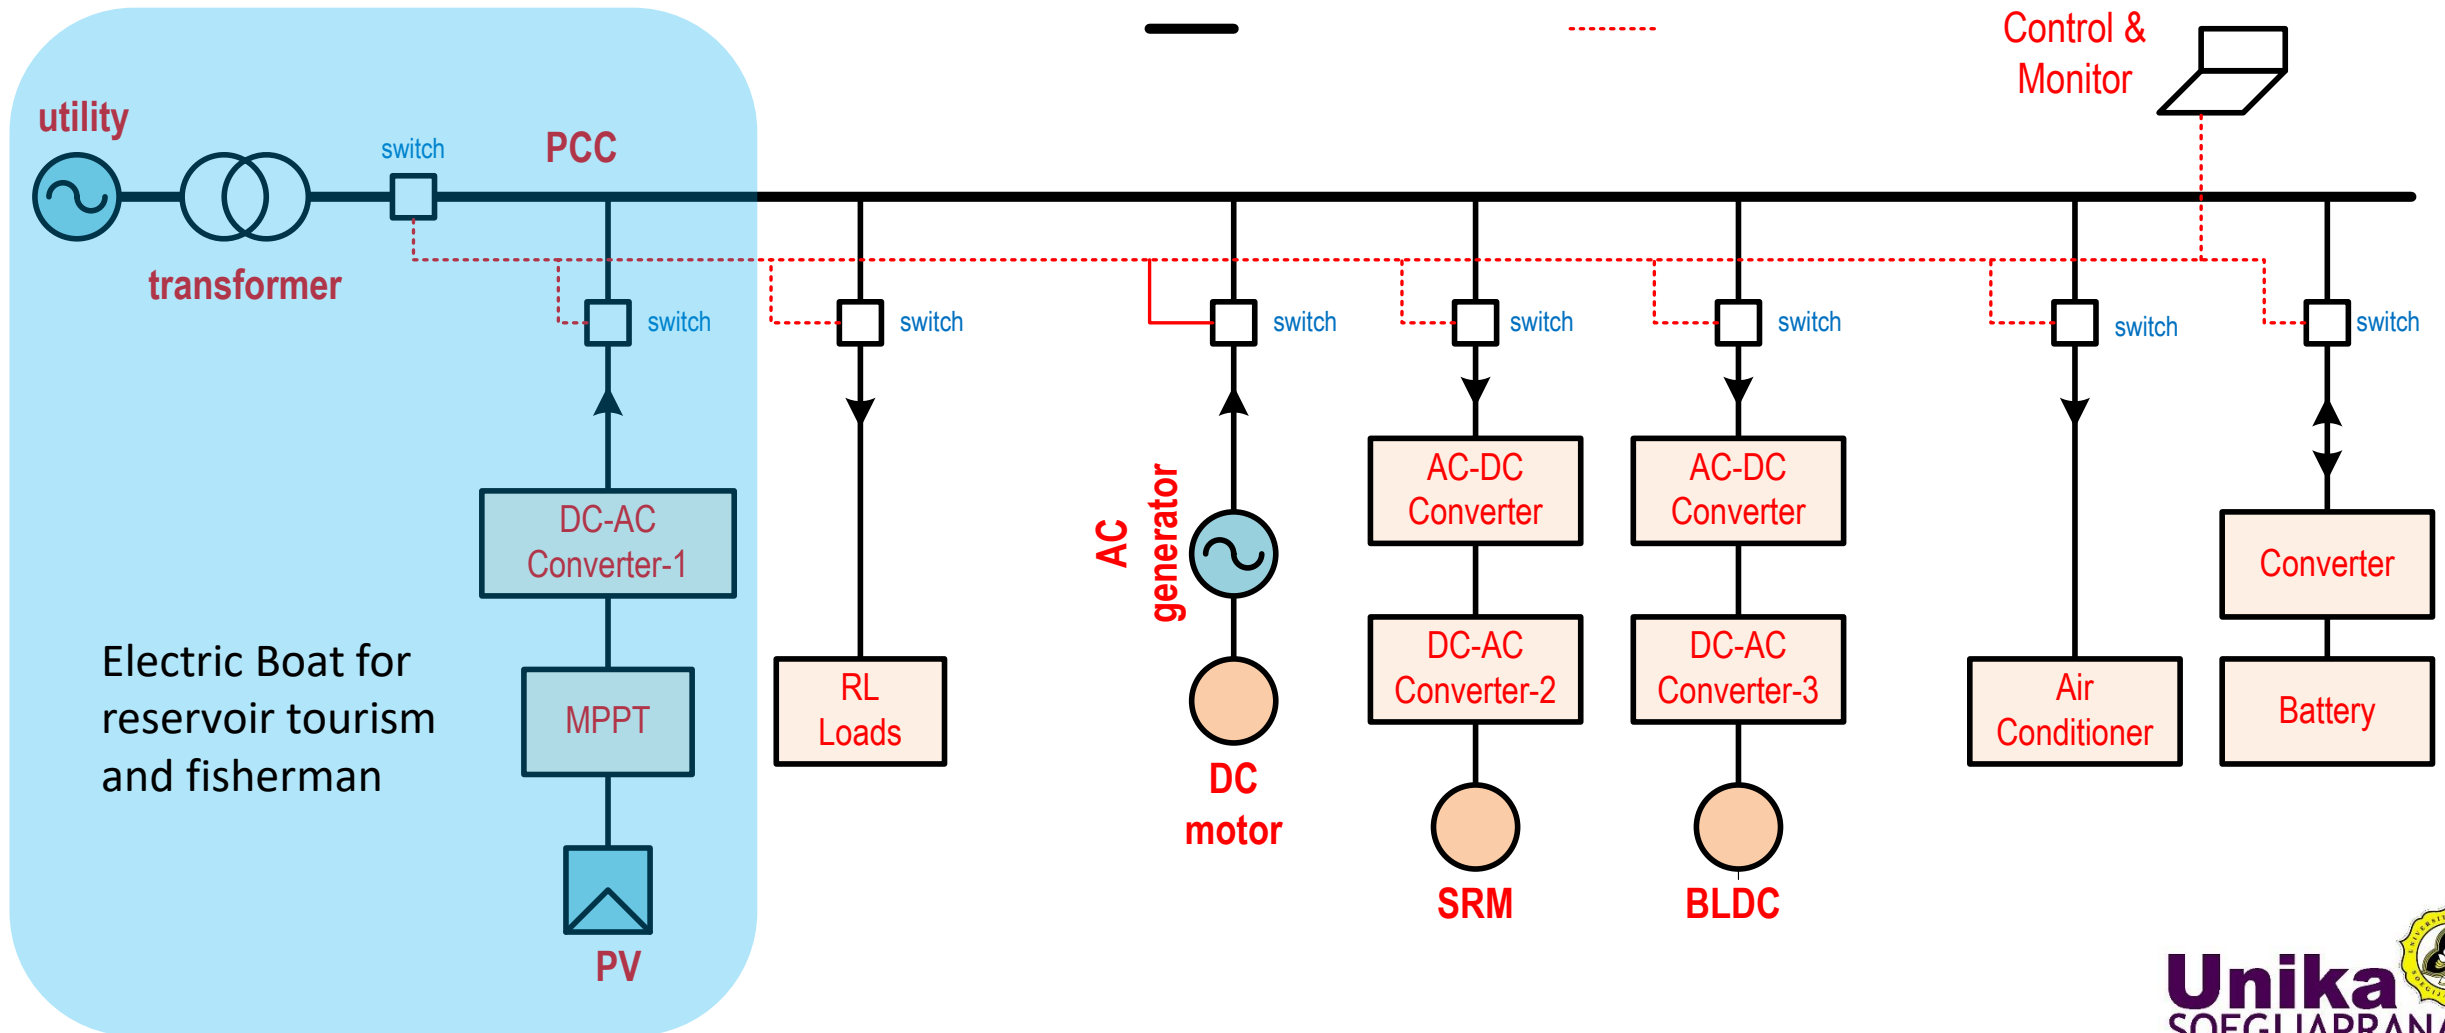 Control &
Monitor
utility
switch
PCC
transformer
switch
switch
switch
switch
switch
switch
switch
DC-AC
Converter-1
AC
generator
AC-DC
Converter
AC-DC
Converter
Converter
Electric Boat for
reservoir tourism
and fisherman
MPPT
RL
Loads
DC-AC
Converter-2
DC-AC
Converter-3
Air
Conditioner
Battery
DC
motor
SRM
BLDC
PV
Unika